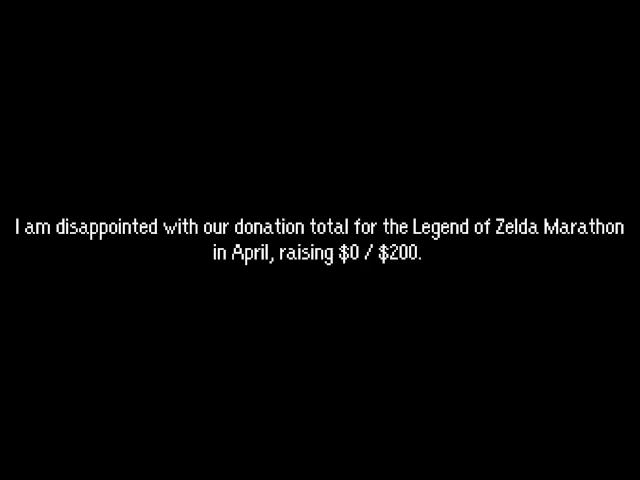 I am disappointed with our donation total for the Legend of Zelda Marathon
in April, raising $0 / $200.